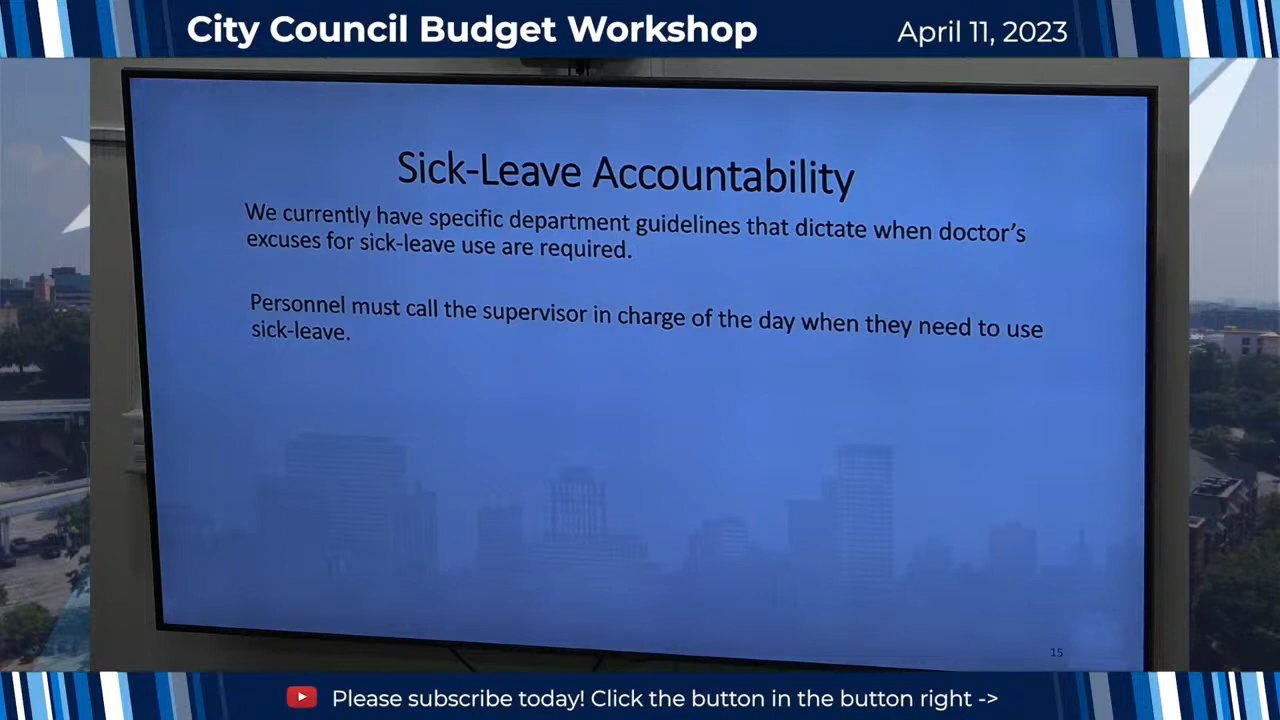 City Council Budget Workshop
April 11, 2023
Sick-Leave Accountability
We currently have specific department guidelines that dictate when doctor's
excuses for sick-leave use are required.
Personnel must call the supervisor in charge of the day when they need to use
sick-leave.
15
Please subscribe today! Click the button in the button right ->